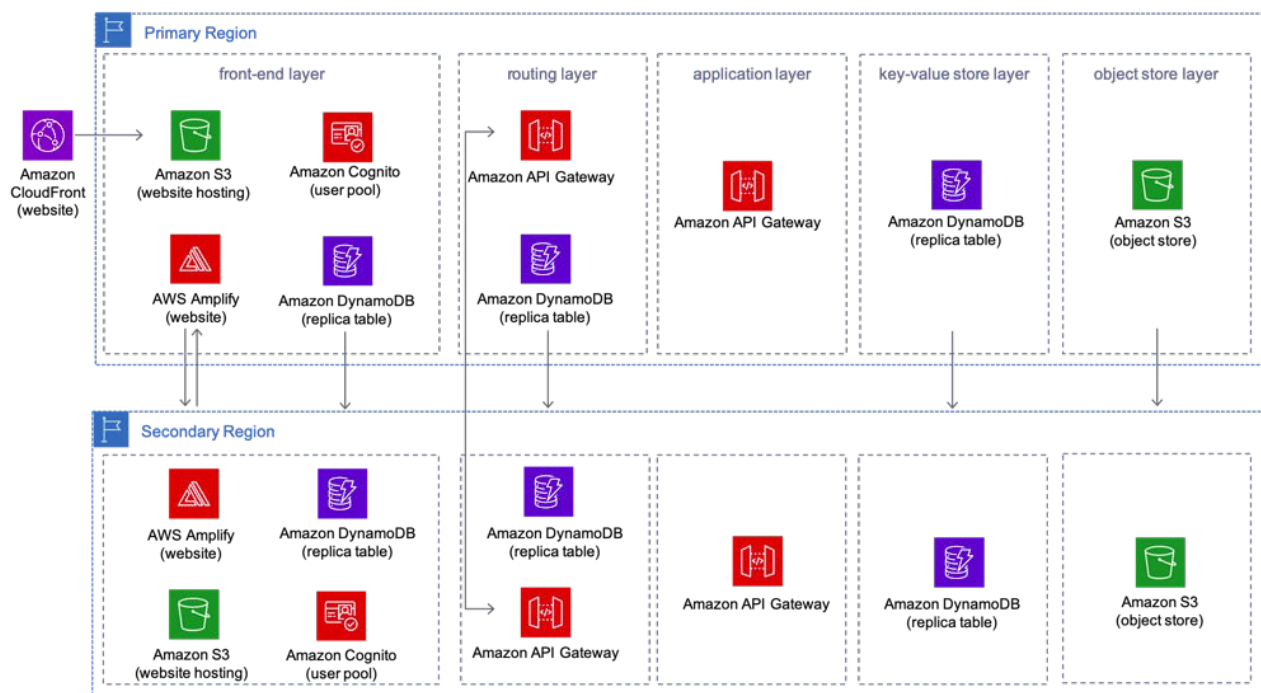 Primary Region
front-end layer
routing layer
application layer
key-value store layer
object store layer
Amazon
CloudFront
(website)
Amazon S3
(website hosting)
Amazon Cognito
(user pool)
Amazon API Gateway
Amazon API Gateway
Amazon DynamoDB
(replica table)
Amazon S3
(object store)
AWS Amplify
(website)
Amazon DynamoDB
(replica table)
Amazon DynamoDB
(replica table)
Secondary Region
AWS Amplify
(website)
Amazon DynamoDB
(replica table)
Amazon DynamoDB
(replica table)
Amazon API Gateway
Amazon DynamoDB
(replica table)
Amazon S3
(object store)
Amazon S3
(website hosting)
Amazon Cognito
(user pool)
Amazon API Gateway